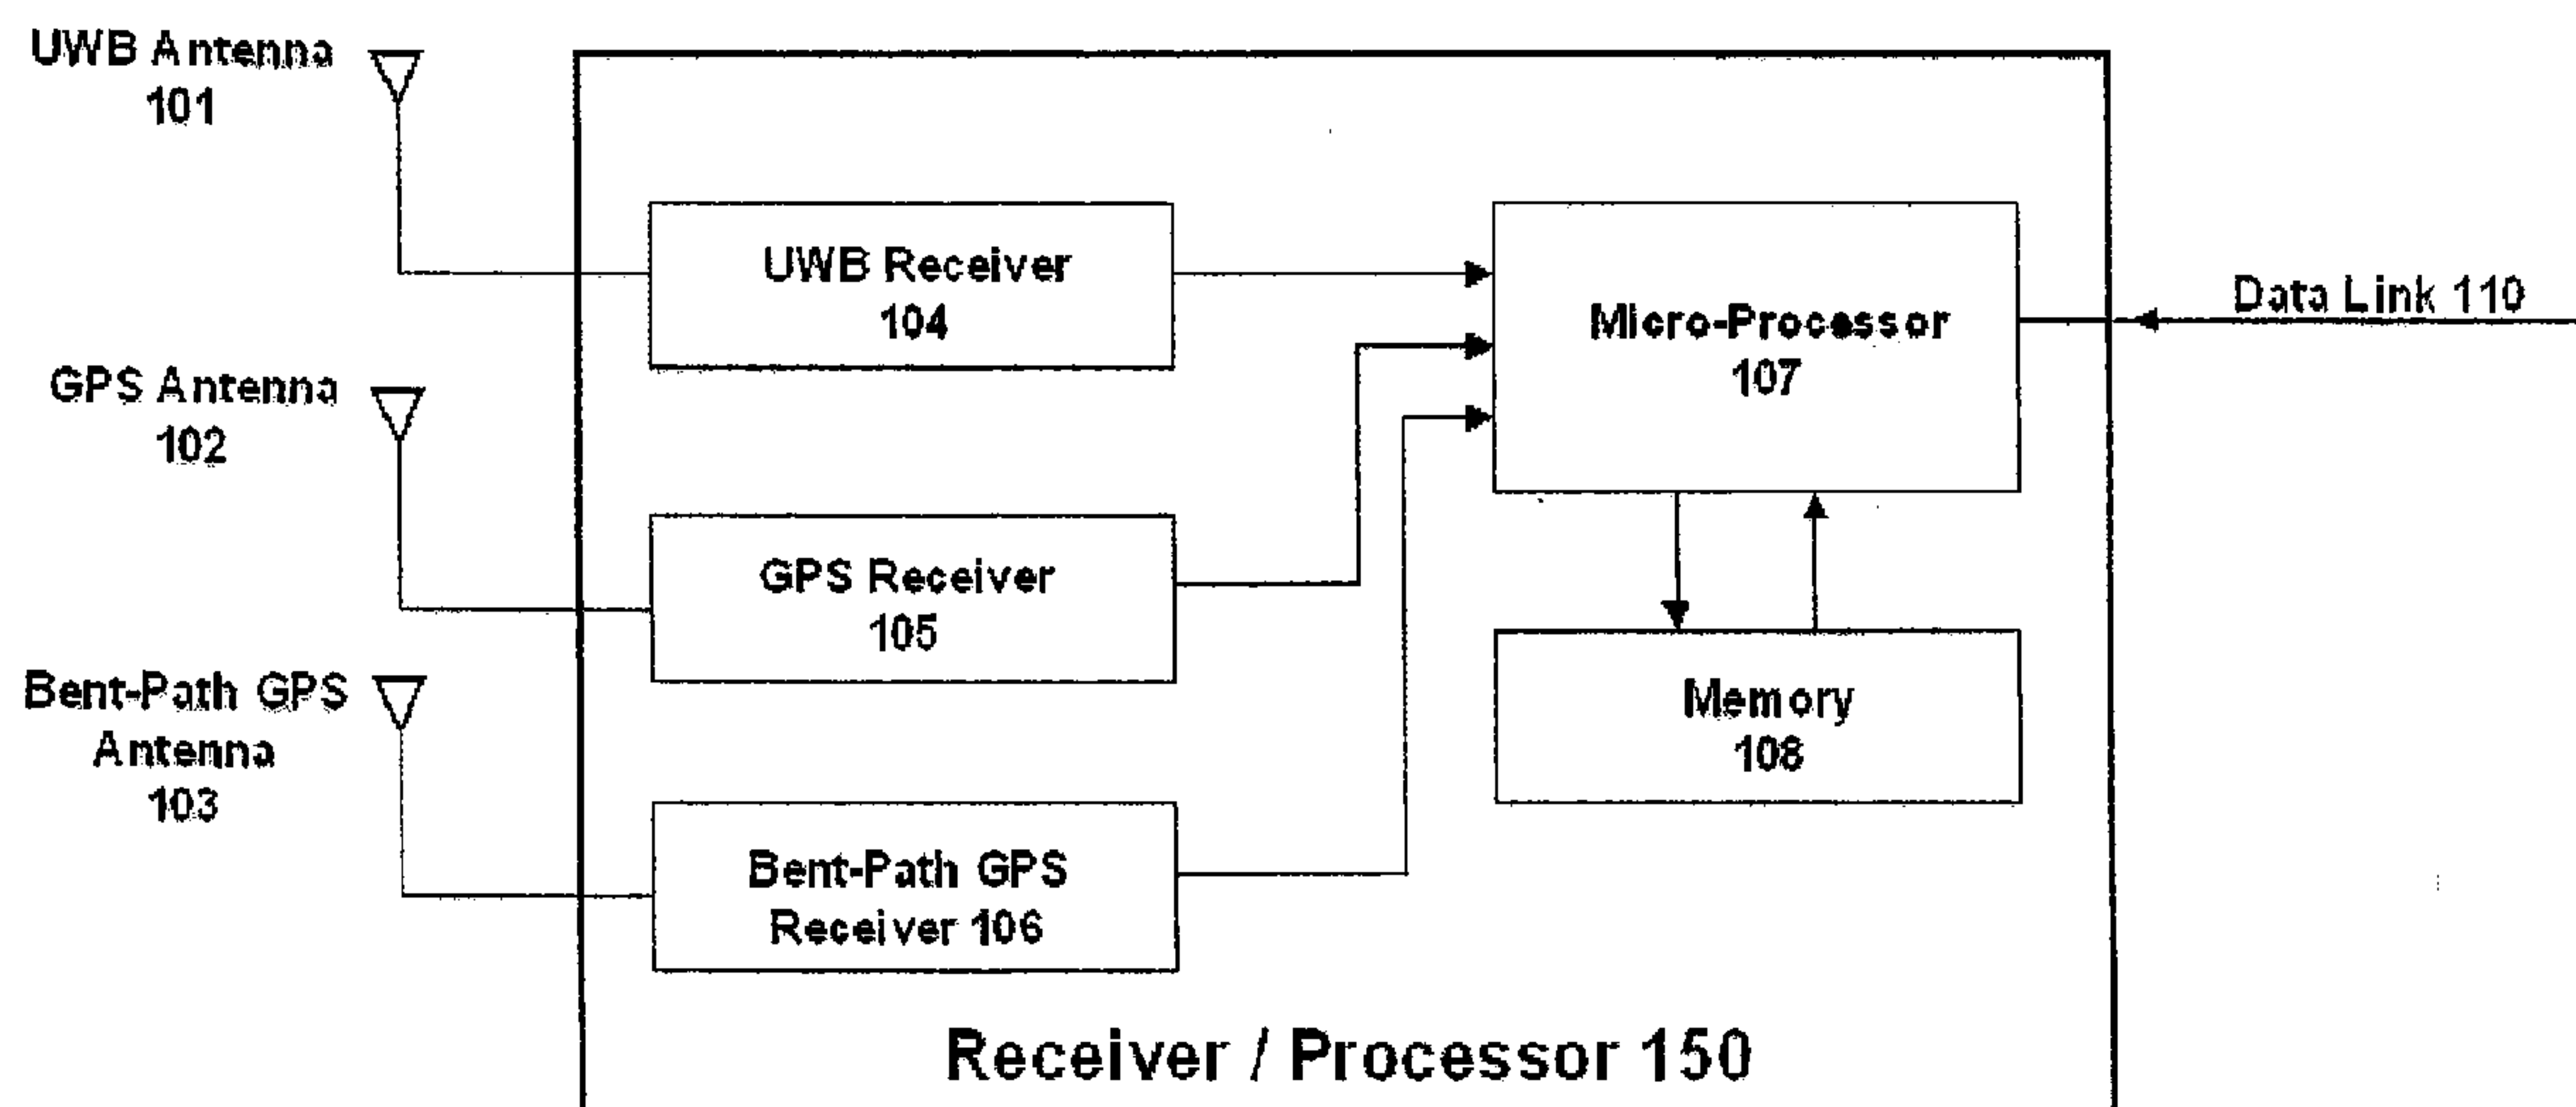 UWB Antenna
101
UWB Receiver
104
Micro-Processor
107
Data Link 110
GPS Antenna
102
GPS Receiver
105
Memory
108
Bent-Path GPS
Antenna
103
Bent-Path GPS
Receiver 106
Receiver / Processor 150